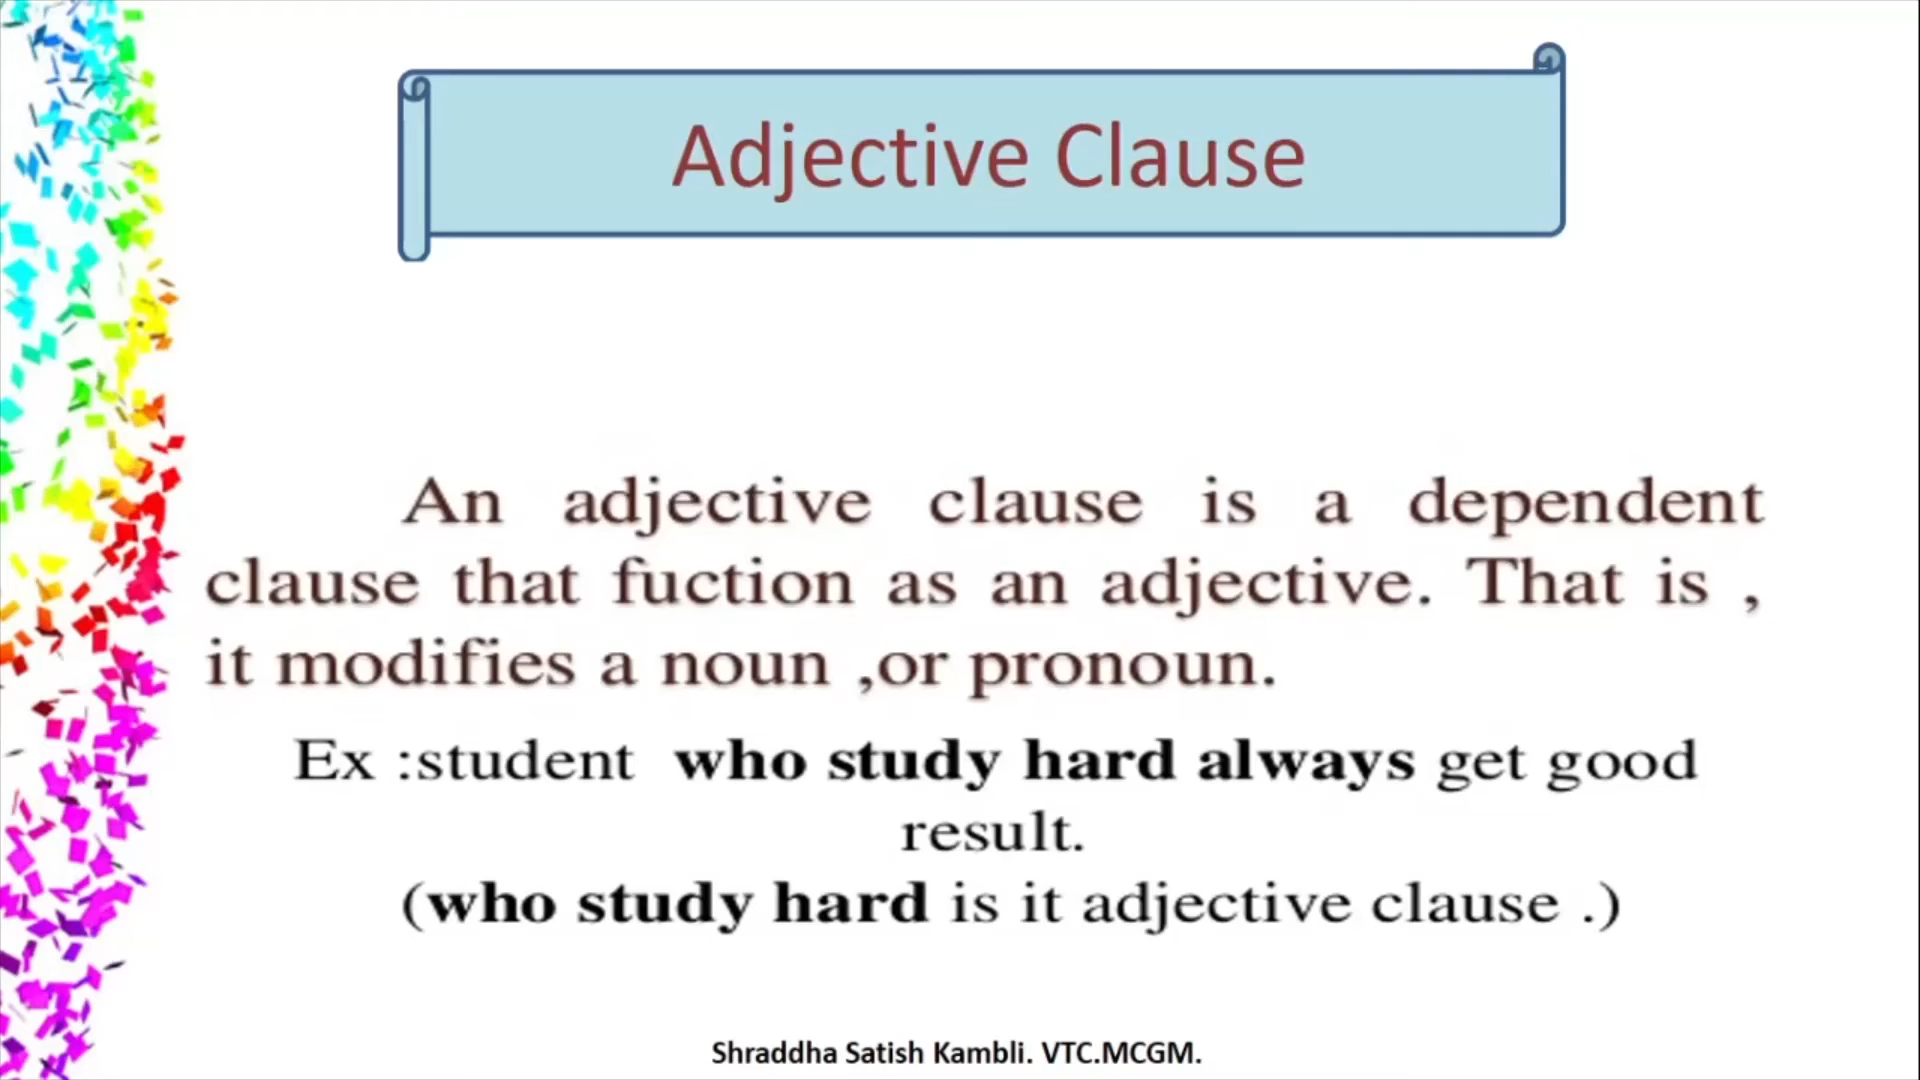 Adjective Clause
An adjective clause is a dependent
clause that fuction as an adjective. That is ,
it modifies a noun ,or pronoun.
Ex :student who study hard always get good
result.
(who study hard is it adjective clause .)
Shraddha Satish Kambli. VTC.MCGM.